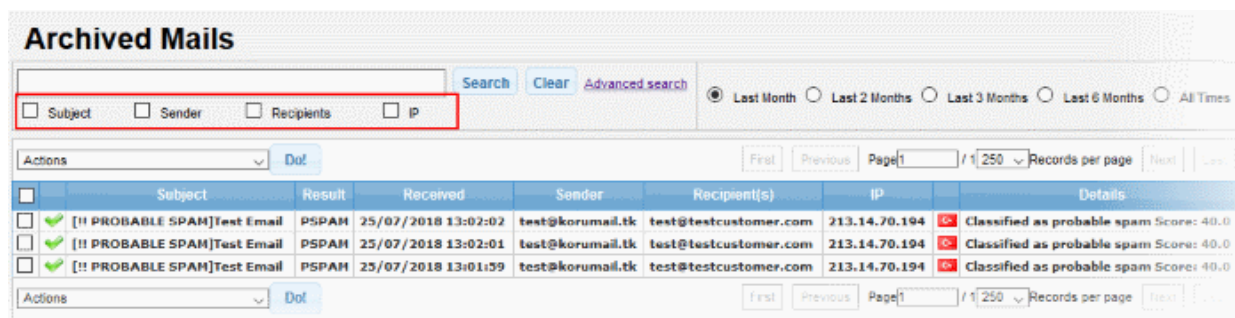 Archived Mails
Search Clear Advanced search
Last Month Last 2 Months Last 3 Months Last 6 Months All Times
Subject Sender Recipients IP
Actions Do! First Previous Page 1 / 1 250 Records per page Next
Subject Result Received Sender Recipient(s) IP Details
[!! PROBABLE SPAM]Test Email PSPAM 25/07/2018 13:02:02 test@korumail.tk test@testcustomer.com 213.14.70.194 Classified as probable spam Score: 40.0
[!! PROBABLE SPAM]Test Email PSPAM 25/07/2018 13:02:01 test@korumail.tk test@testcustomer.com 213.14.70.194 Classified as probable spam Score: 40.0
[!! PROBABLE SPAM]Test Email PSPAM 25/07/2018 13:01:59 test@korumail.tk test@testcustomer.com 213.14.70.194 Classified as probable spam Score: 40.0
Actions Do! First Previous Page 1 / 1 250 Records per page Next